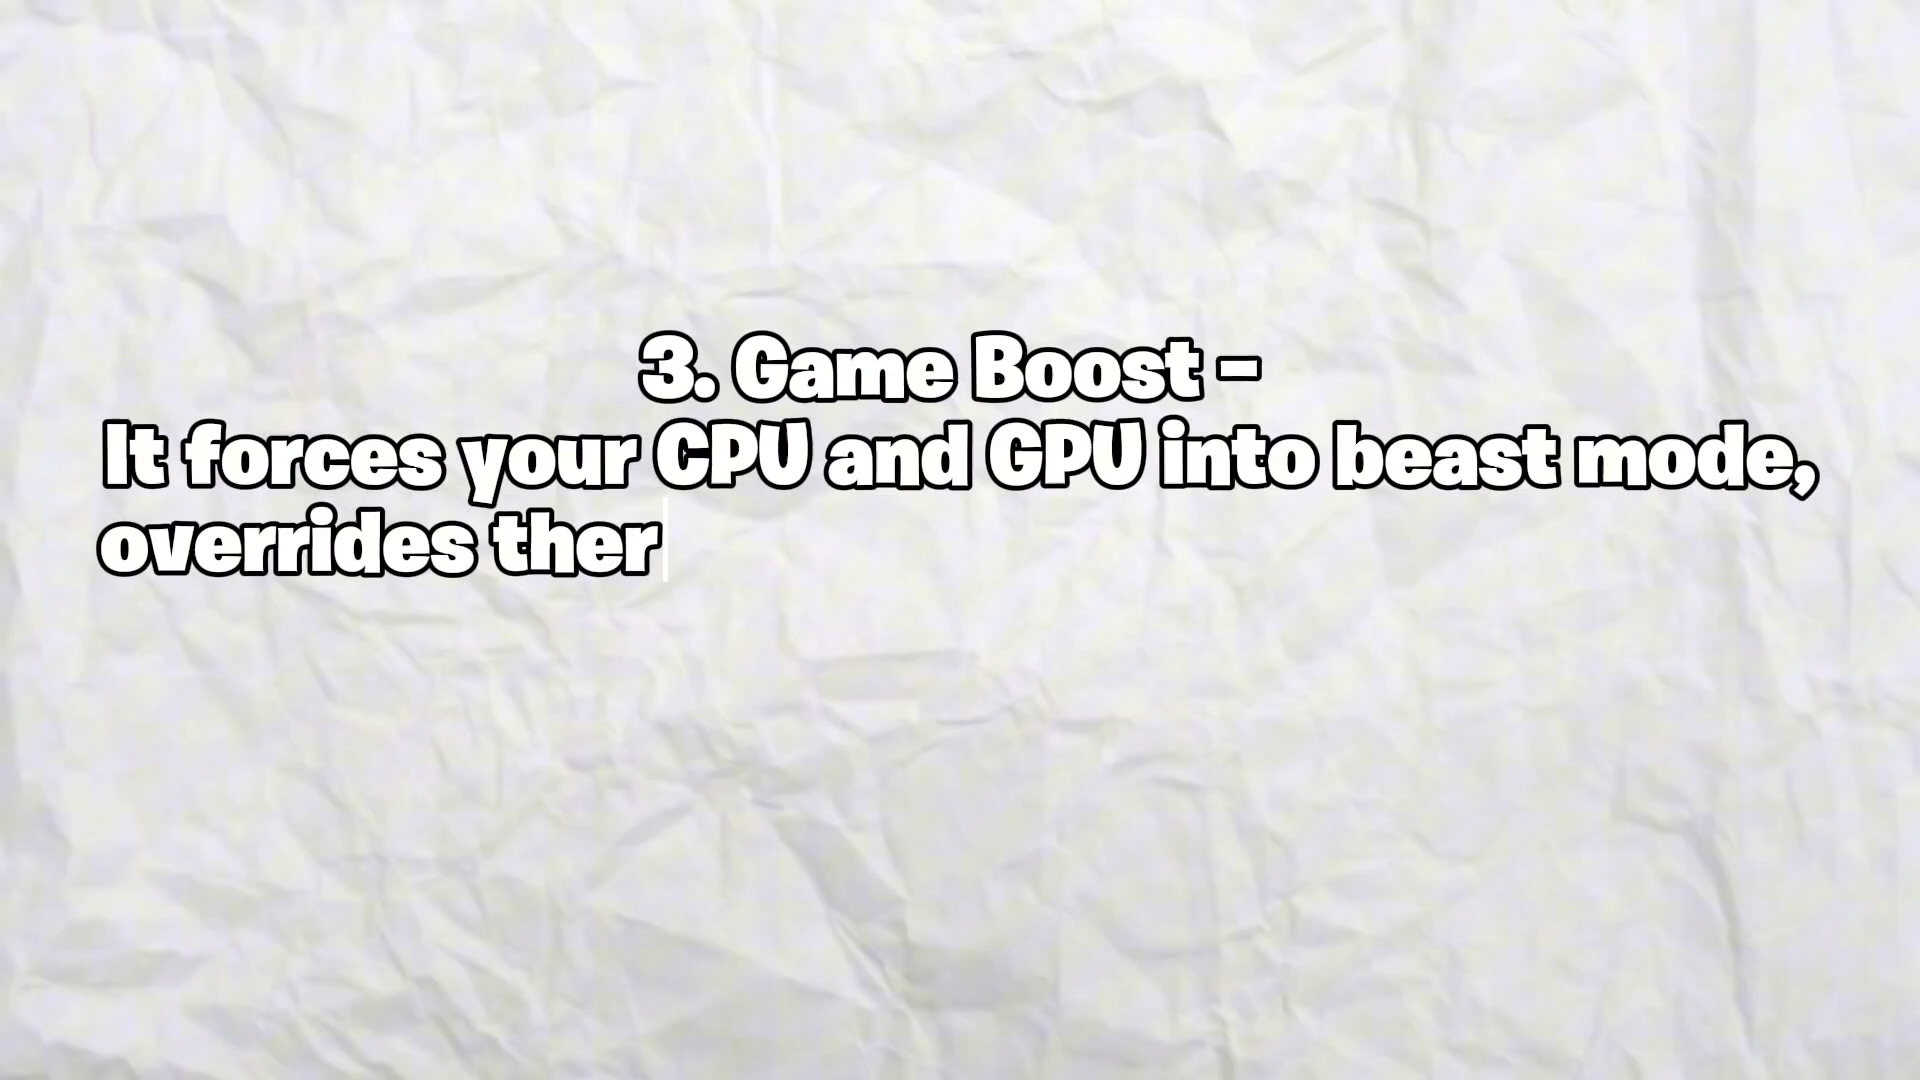 3. Game Boost -
It forces your CPU and GPU into beast mode,
overrides ther